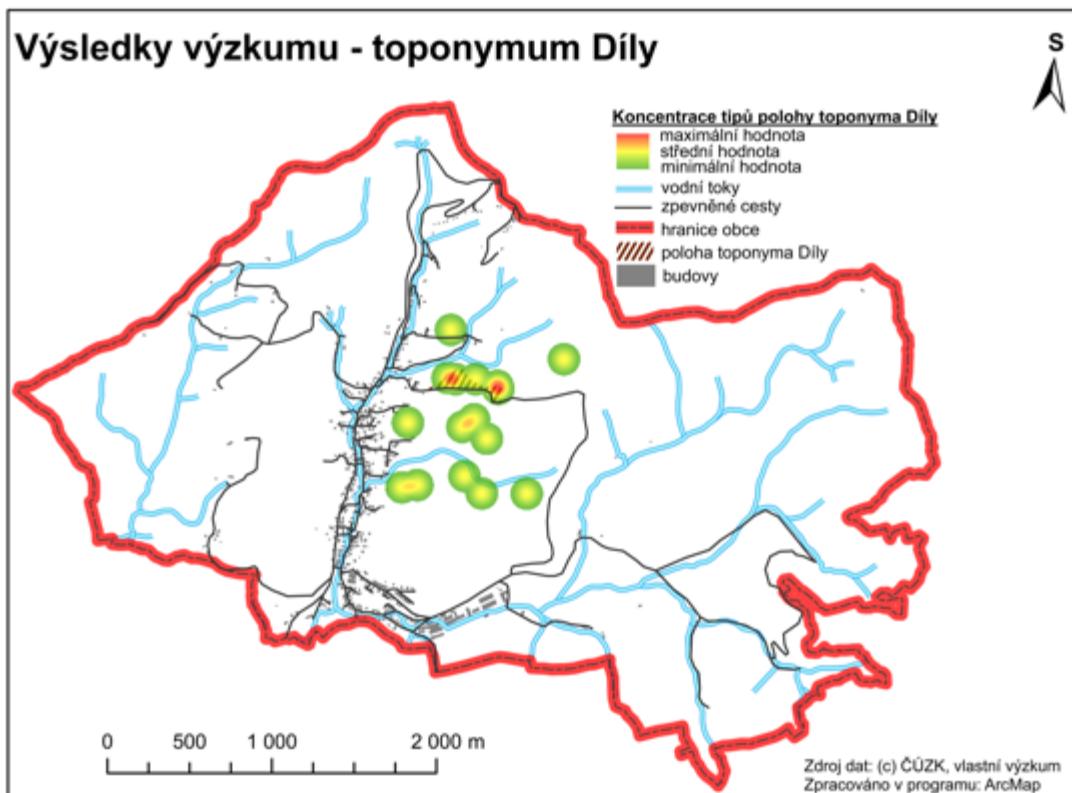 Výsledky výzkumu - toponymum Díly
S
Koncentrace tipů polohy toponyma Díly
maximální hodnota
střední hodnota
minimální hodnota
vodní toky
zpevněné cesty
hranice obce
poloha toponyma Díly
budovy
0 500 1 000 2 000 m
Zdroj dat: (c) ČÚZK, vlastní výzkum
Zpracováno v programu: ArcMap